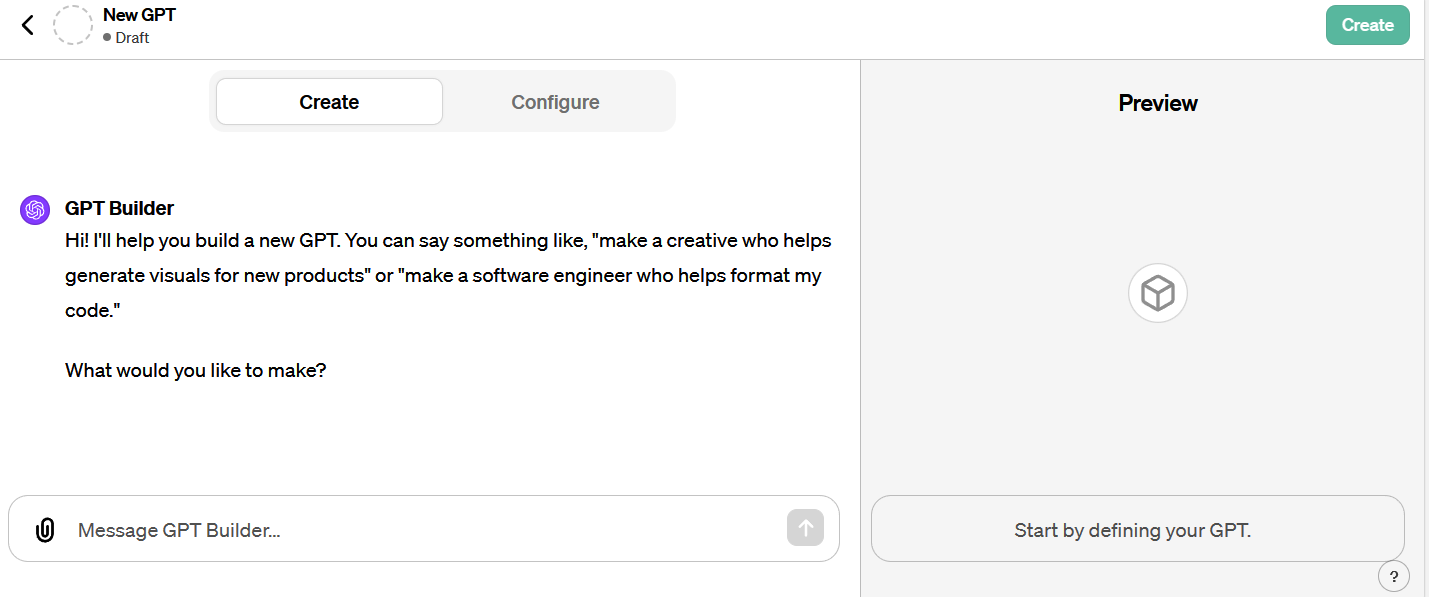 New GPT
Draft
Create
Create
Configure
Preview
GPT Builder
Hi! I'll help you build a new GPT. You can say something like, "make a creative who helps
generate visuals for new products" or "make a software engineer who helps format my
code."
What would you like to make?
Message GPT Builder...
Start by defining your GPT.
?